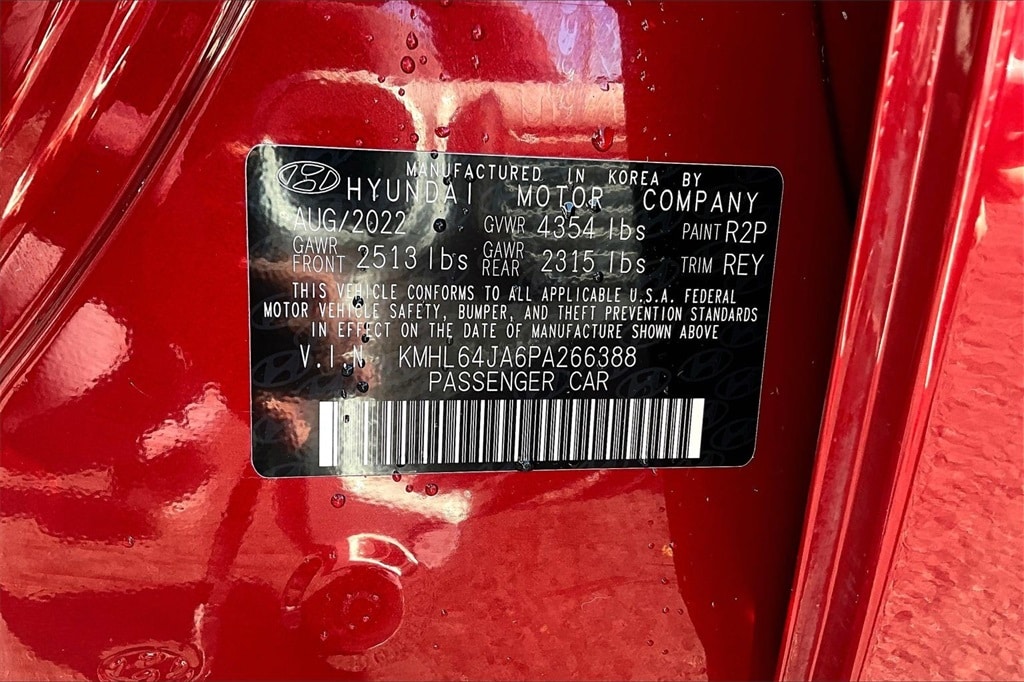 MANUFACTURED IN KOREA BY
HYUNDAI MOTOR COMPANY
AUG/2022 GVWR 4354 lbs PAINT R2P
GAWR FRONT 2513 lbs GAWR REAR 2315 lbs TRIM REY
THIS VEHICLE CONFORMS TO ALL APPLICABLE U.S.A. FEDERAL
MOTOR VEHICLE SAFETY, BUMPER, AND THEFT PREVENTION STANDARDS
IN EFFECT ON THE DATE OF MANUFACTURE SHOWN ABOVE
V.I.N. KMHL64JA6PA266388
PASSENGER CAR